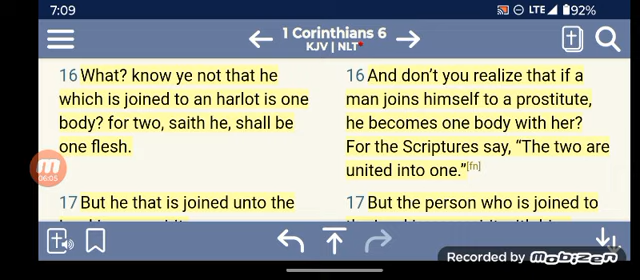 7:09
LTE 92%
1 Corinthians 6
KJV | NLT
16 What? know ye not that he
which is joined to an harlot is one
body? for two, saith he, shall be
one flesh.
17 But he that is joined unto the
16 And don't you realize that if a
man joins himself to a prostitute,
he becomes one body with her?
For the Scriptures say, “The two are
united into one.”[fn]
17 But the person who is joined to
06:05
Recorded by Mobizen